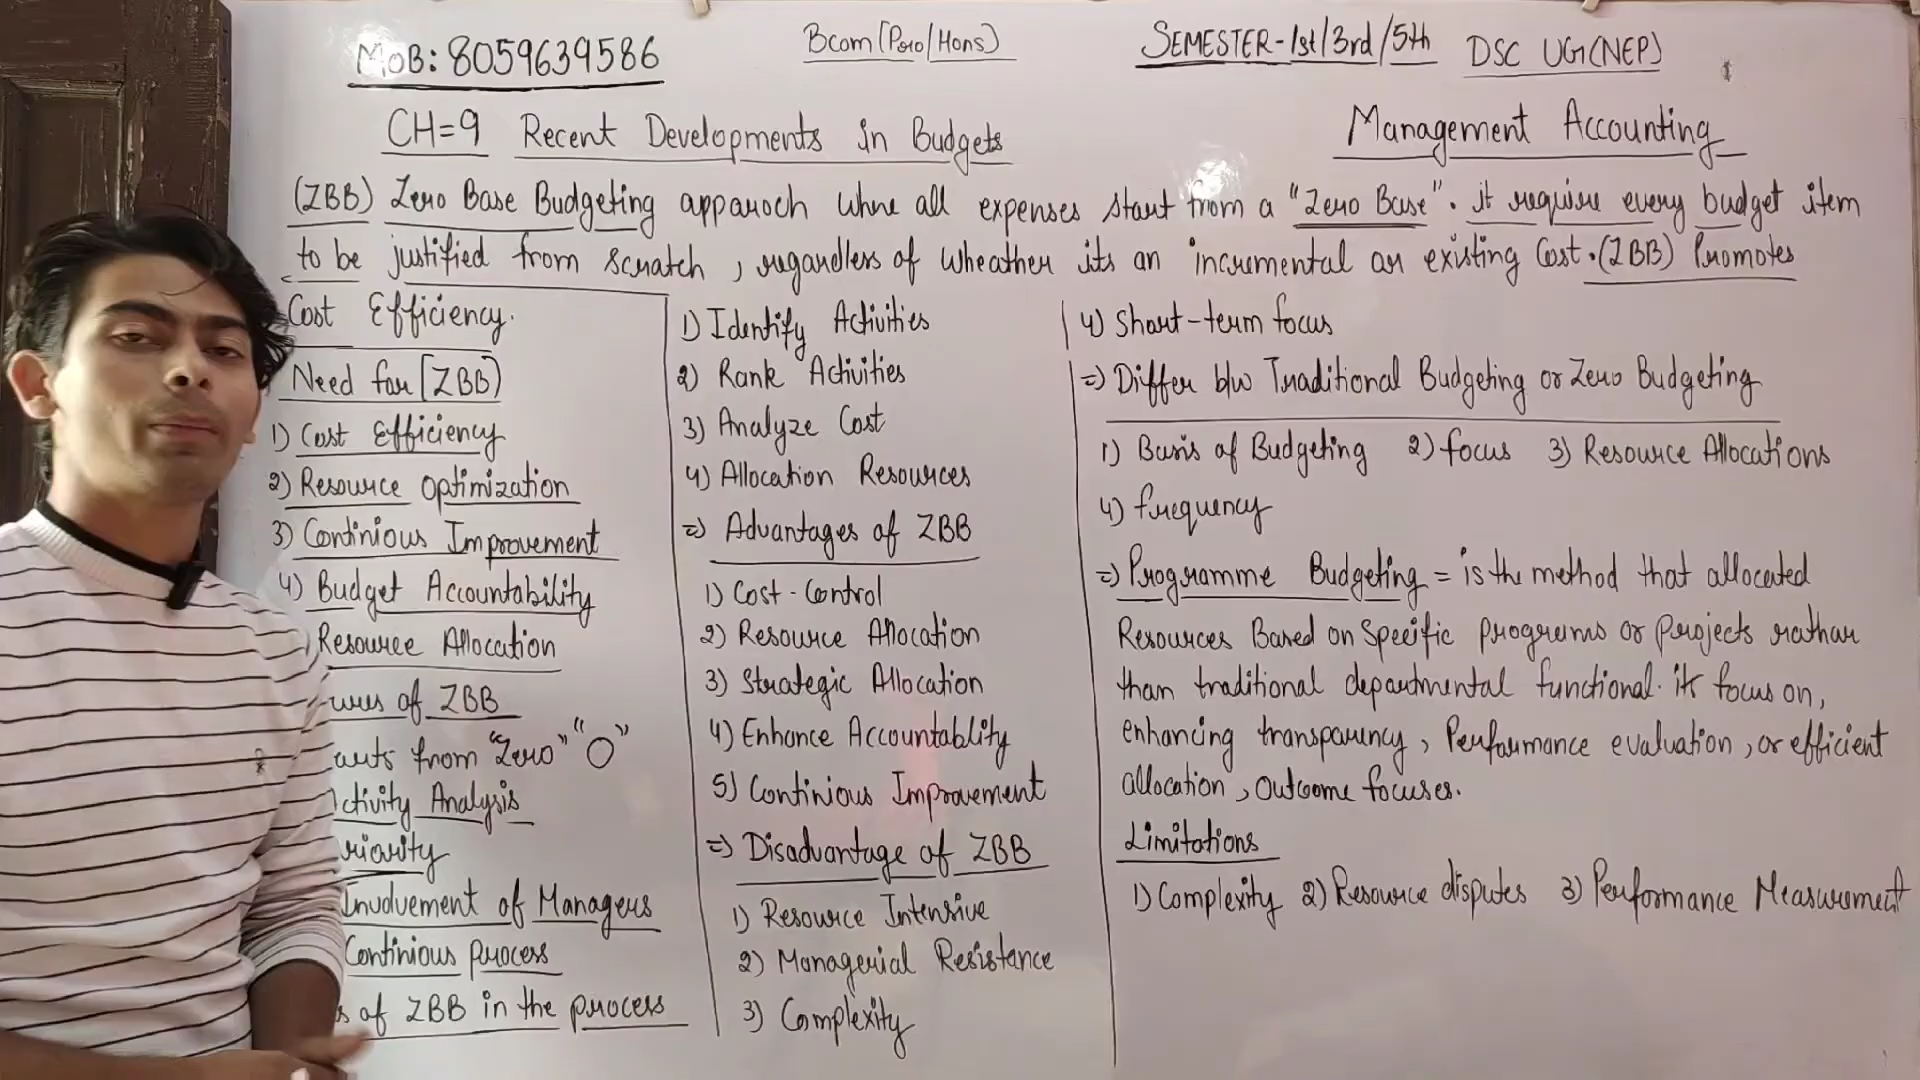 MOB: 8059639586
Bcom (Pro/Hons)
SEMESTER-1st/3rd/5th
DSC UG(NEP)
CH=9 Recent Developments in Budgets
Management Accounting
(ZBB) Zero Base Budgeting approach where all expenses start from a "Zero Base". it require every budget item
to be justified from scratch, regardless of wheather its an incremental or existing Cost. (ZBB) Promotes
Cost Efficiency.
Need for [ZBB)
1) Cost Efficiency
2) Resource Optimization
3) Continious Improvement
4) Budget Accountability
Resource Allocation
of ZBB
from "Zero" "0"
Activity Analysis
Involvement of Managers
Continious process
of ZBB in the process
1) Identify Activities
2) Rank Activities
3) Analyze Cost
4) Allocation Resources
=> Advantages of ZBB
1) Cost-Control
2) Resource Allocation
3) Strategic Allocation
4) Enhance Accountablity
5) Continious Improvement
=> Disadvantage of ZBB
1) Resource Intensive
2) Managerial Resistance
3) Complexity
4) Short-term focus
=> Differ b/w Traditional Budgeting or Zero Budgeting
1) Basis of Budgeting 2) focus 3) Resource Allocations
4) frequency
=> Programme Budgeting = is the method that allocated
Resources Based on Specific programs or projects rathar
than traditional departmental functional. it focus on,
enhancing transparency, Performance evaluation, or efficient
allocation, Outcome focuses.
Limitations
1) Complexity 2) Resource disputes 3) Performance Measurement